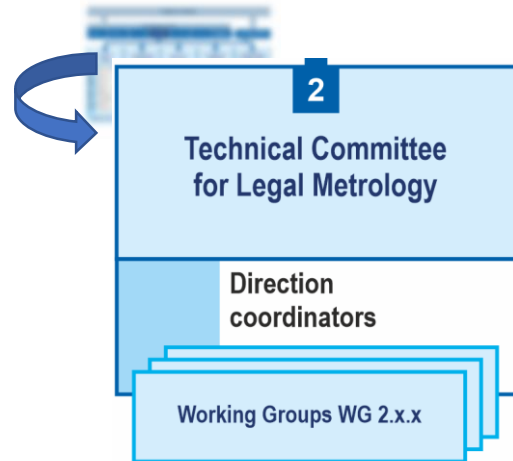 2
Technical Committee
for Legal Metrology
Direction
coordinators
Working Groups WG 2.x.x